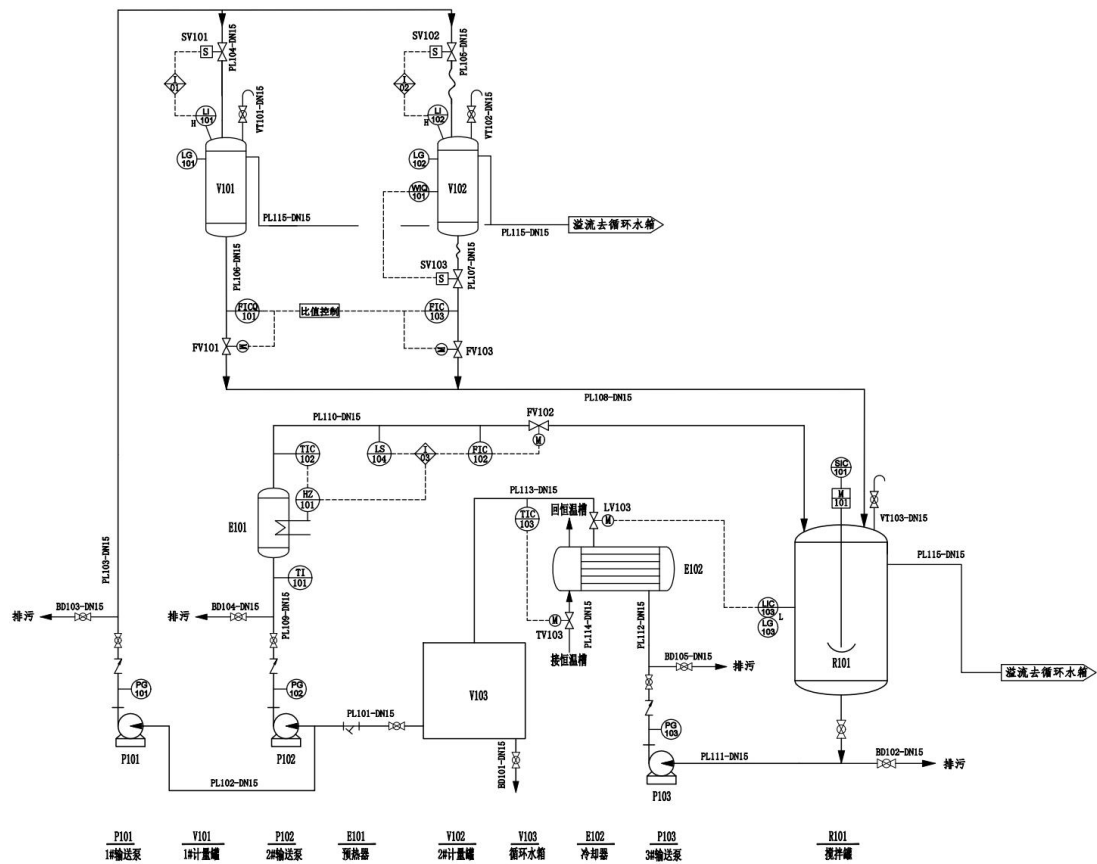 SV101
S
PL104-DN15
I
01
LI
101
H
VT101-DN15
LG
101
V101
PL115-DN15
PL106-DN15
SV102
S
PL105-DN15
I
02
LI
102
H
VT102-DN15
LG
102
WIQ
101
V102
PL115-DN15
溢流去循环水箱
PL107-DN15
SV103
S
FICQ
101
比值控制
FIC
103
FV101
M
M
FV103
PL108-DN15
PL110-DN15
FV102
M
TIC
102
LS
104
I
03
FIC
102
HZ
101
E101
TI
101
PL103-DN15
BD103-DN15
排污
BD104-DN15
排污
PL109-DN15
PL113-DN15
TIC
103
回恒温槽
LV103
M
E102
M
TV103
PL114-DN15
PL112-DN15
接恒温槽
SIC
101
M
101
VT103-DN15
PL115-DN15
LIC
103
L
LG
103
R101
溢流去循环水箱
BD105-DN15
排污
V103
PG
101
PG
102
PG
103
PL101-DN15
P101
P102
PL102-DN15
BD101-DN15
PL111-DN15
P103
BD102-DN15
排污
P101 V101 P102 E101 V102 V103 E102 P103 R101
1#输送泵 1#计量罐 2#输送泵 预热器 2#计量罐 循环水箱 冷却器 3#输送泵 搅拌罐